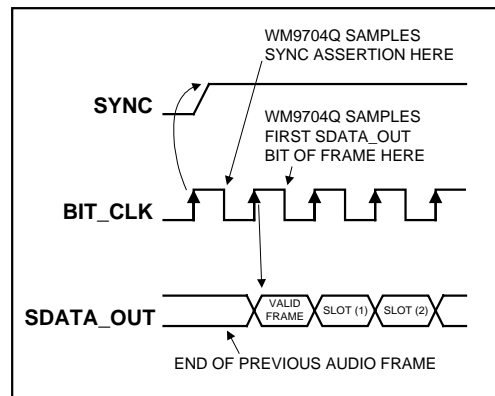 WM9704Q SAMPLES
SYNC ASSERTION HERE
SYNC
WM9704Q SAMPLES
FIRST SDATA_OUT
BIT OF FRAME HERE
BIT_CLK
SDATA_OUT
VALID
FRAME
SLOT (1)
SLOT (2)
END OF PREVIOUS AUDIO FRAME